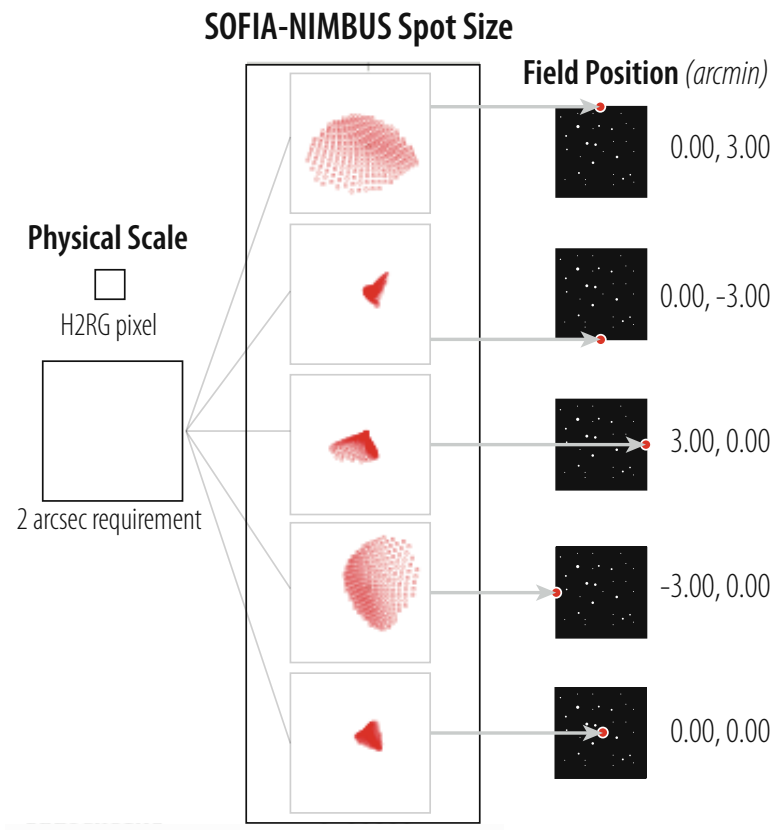 SOFIA-NIMBUS Spot Size
Field Position (arcmin)
0.00, 3.00
Physical Scale
H2RG pixel
0.00, -3.00
2 arcsec requirement
3.00, 0.00
-3.00, 0.00
0.00, 0.00